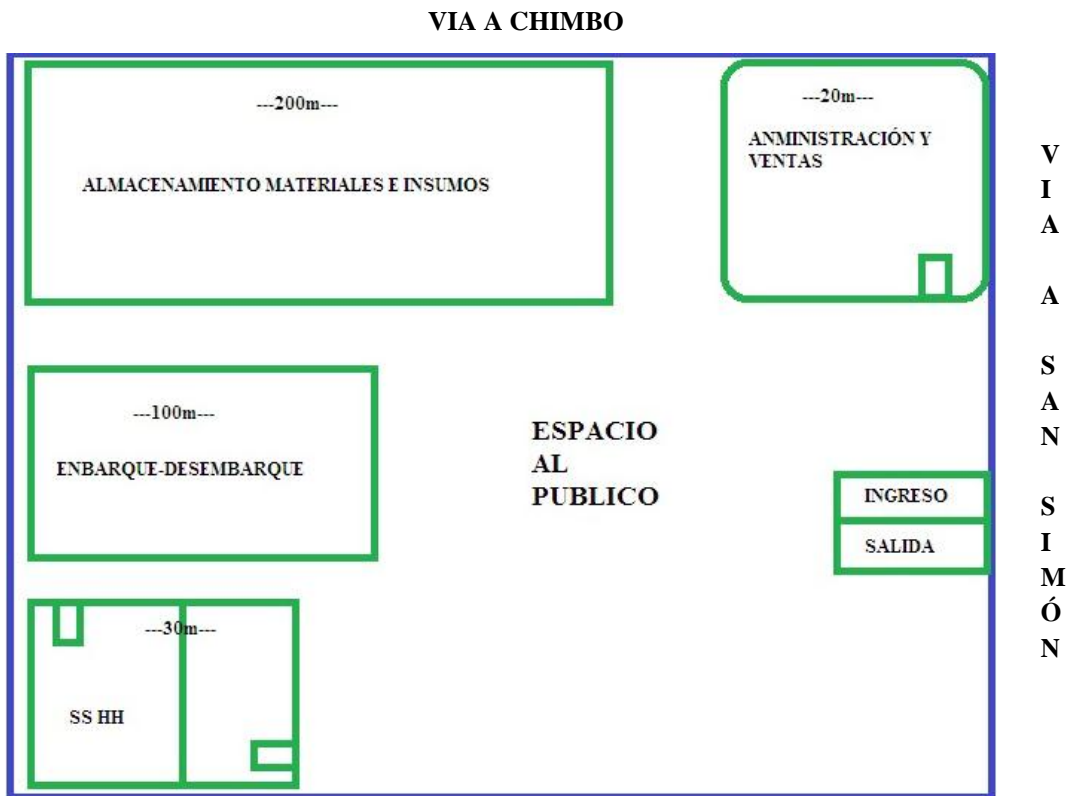 VIA A CHIMBO
---200m---
ALMACENAMIENTO MATERIALES E INSUMOS
---20m---
ANMINISTRACIÓN Y
VENTAS
V
I
A
A
S
A
N
S
I
M
Ó
N
---100m---
ENBARQUE-DESEMBARQUE
ESPACIO
AL
PUBLICO
INGRESO
SALIDA
---30m---
SS HH